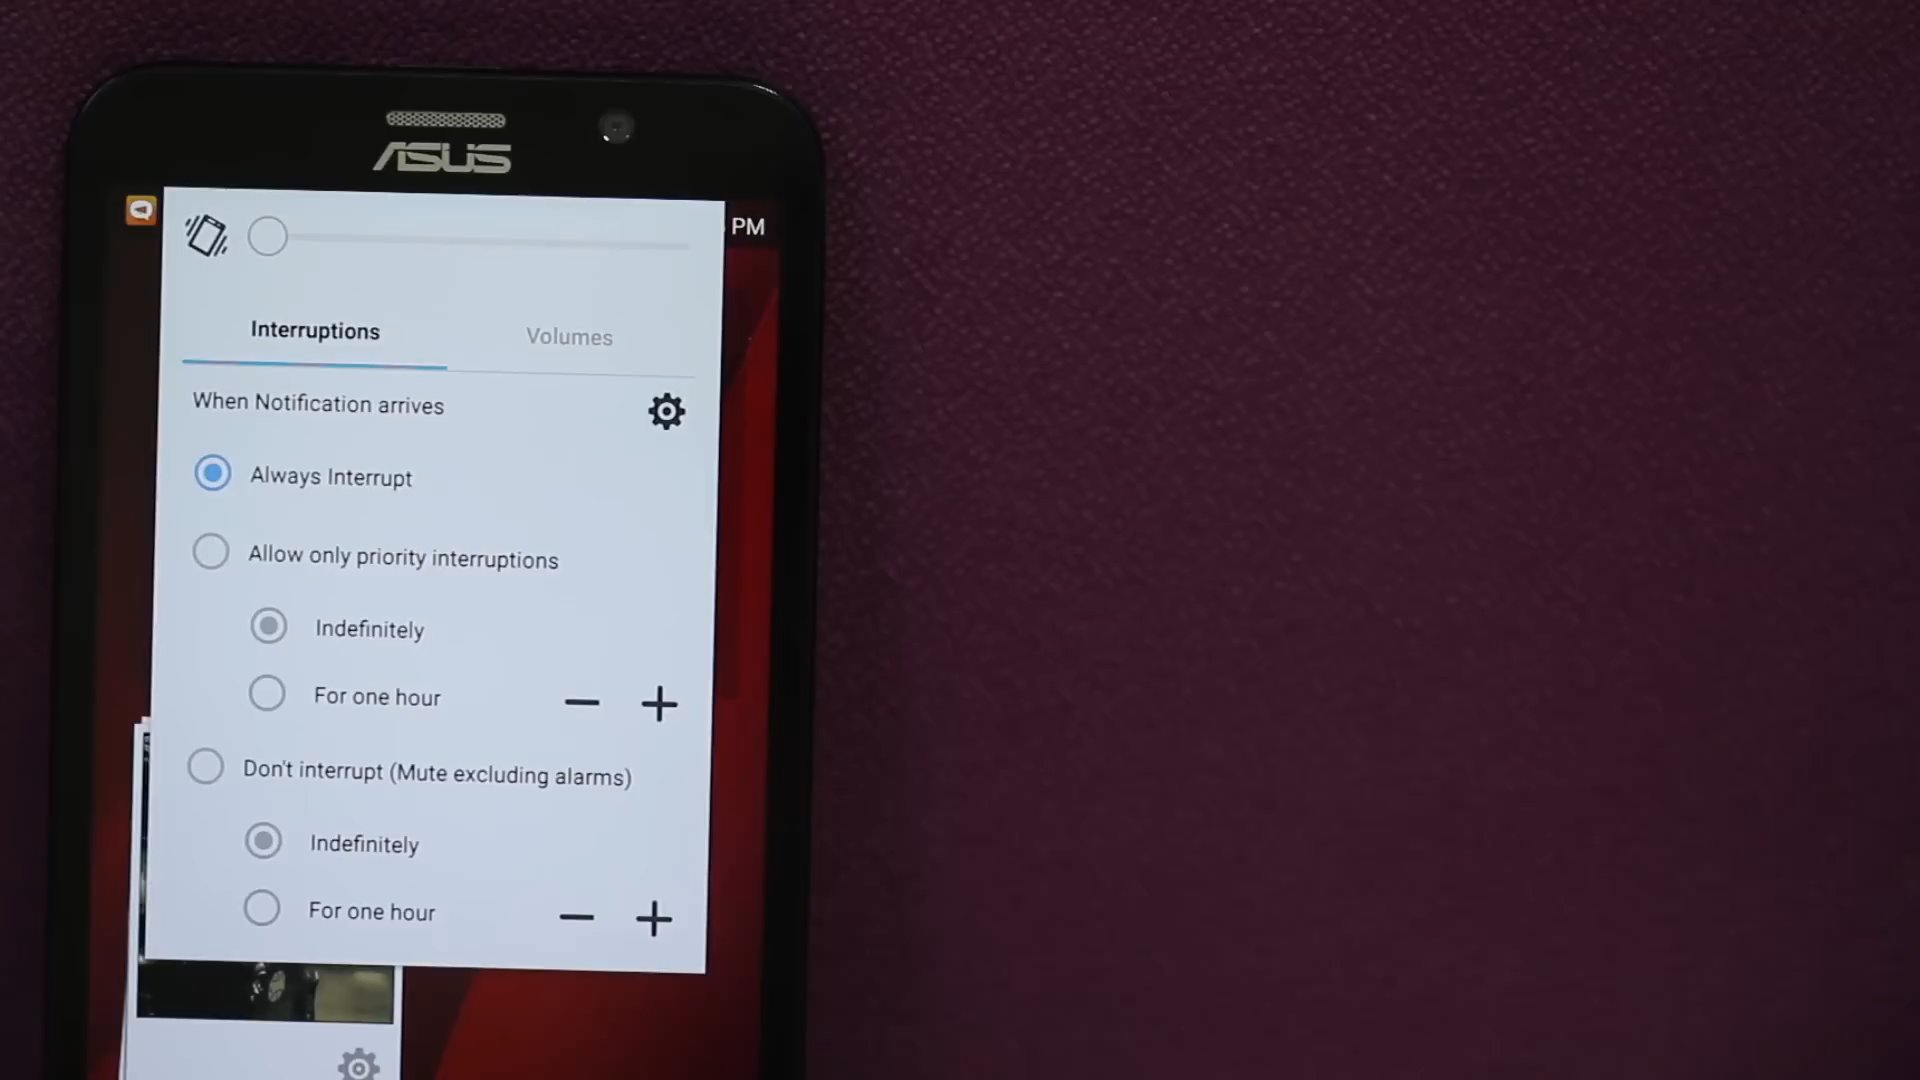 ASUS
PM
Interruptions
Volumes
When Notification arrives
Always Interrupt
Allow only priority interruptions
Indefinitely
For one hour
Don't interrupt (Mute excluding alarms)
Indefinitely
For one hour